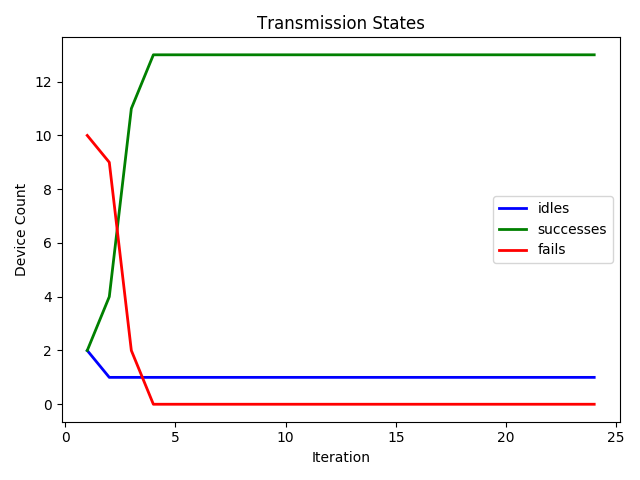 Transmission States
Device Count
12
10
8
6
4
2
0
idles
successes
fails
0 5 10 15 20 25
Iteration